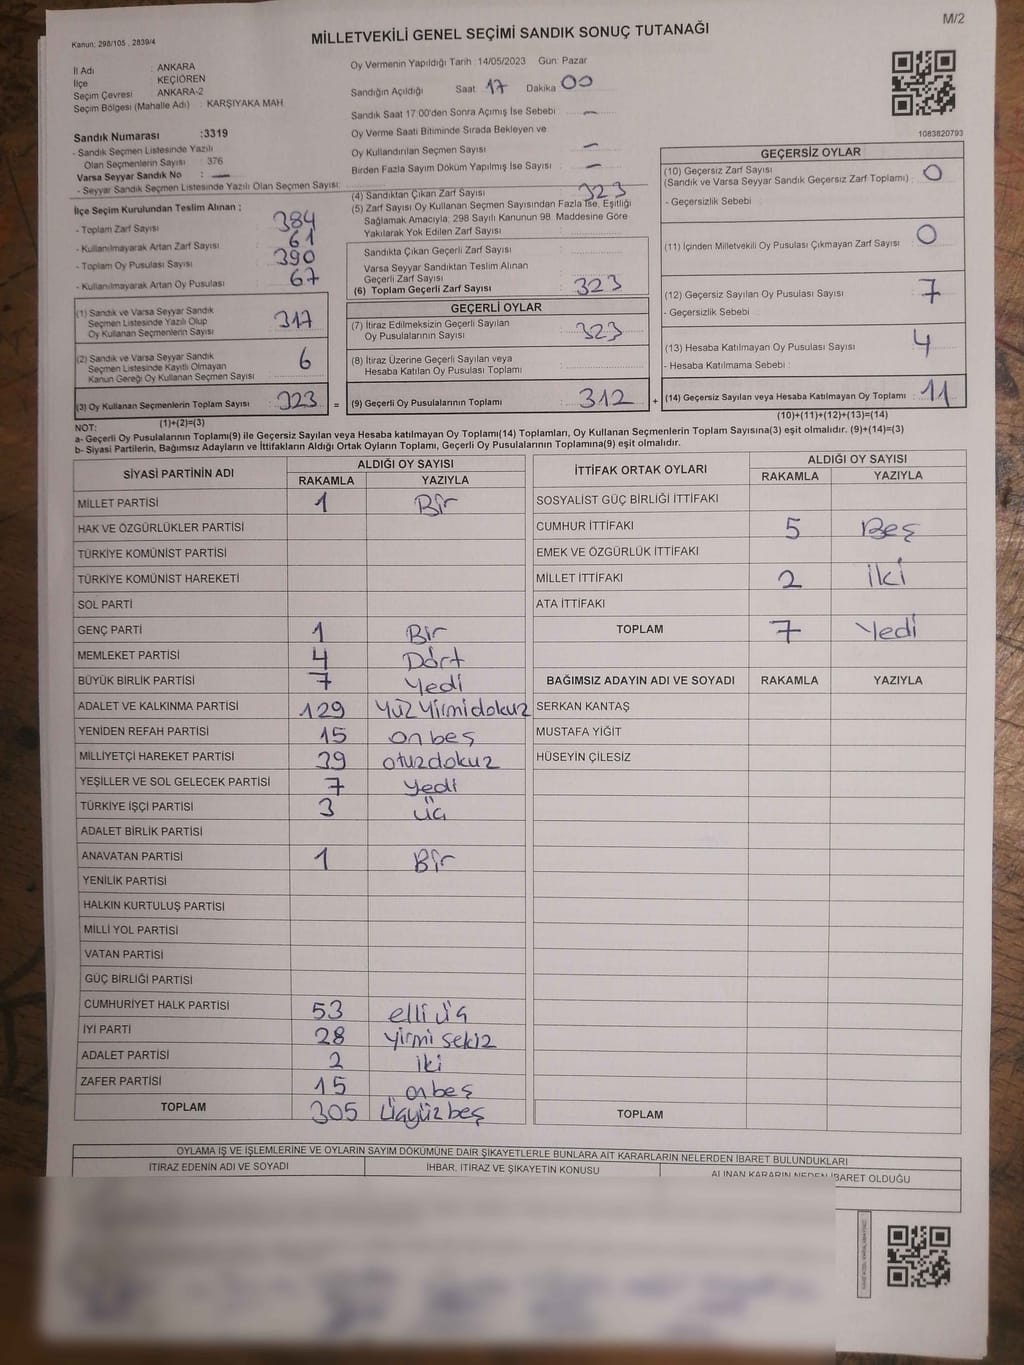 M/2
Kanun: 298/105 , 2839/4
MİLLETVEKİLİ GENEL SEÇİMİ SANDIK SONUÇ TUTANAĞI
İl Adı : ANKARA
İlçe : KEÇİÖREN
Seçim Çevresi : ANKARA-2
Seçim Bölgesi (Mahalle Adı) : KARŞIYAKA MAH
Sandık Numarası :3319
- Sandık Seçmen Listesinde Yazılı
Olan Seçmenlerin Sayısı : 376
Varsa Seyyar Sandık No : —
- Seyyar Sandık Seçmen Listesinde Yazılı Olan Seçmen Sayısı:
Oy Vermenin Yapıldığı Tarih :14/05/2023 Gün: Pazar
Sandığın Açıldığı Saat 17 Dakika 00
Sandık Saat 17:00'den Sonra Açımış İse Sebebi —
Oy Verme Saati Bitiminde Sırada Bekleyen ve
Oy Kullandırılan Seçmen Sayısı —
Birden Fazla Sayım Döküm Yapılmış İse Sayısı —
1083820793
İlçe Seçim Kurulundan Teslim Alınan ;
- Toplam Zarf Sayısı : 384
- Kullanılmayarak Artan Zarf Sayısı : 61
- Toplam Oy Pusulası Sayısı : 390
- Kullanılmayarak Artan Oy Pusulası : 67
(1) Sandık ve Varsa Seyyar Sandık
Seçmen Listesinde Yazılı Olup
Oy Kullanan Seçmenlerin Sayısı 317
(2) Sandık ve Varsa Seyyar Sandık
Seçmen Listesinde Kayıtlı Olmayan
Kanun Gereği Oy Kullanan Seçmen Sayısı 6
(3) Oy Kullanan Seçmenlerin Toplam Sayısı 323 =
(1)+(2)=(3)
(4) Sandıktan Çıkan Zarf Sayısı 323
(5) Zarf Sayısı Oy Kullanan Seçmen Sayısından Fazla İse, Eşitliği
Sağlamak Amacıyla; 298 Sayılı Kanunun 98. Maddesine Göre
Yakılarak Yok Edilen Zarf Sayısı
Sandıkta Çıkan Geçerli Zarf Sayısı
Varsa Seyyar Sandıktan Teslim Alınan
Geçerli Zarf Sayısı
(6) Toplam Geçerli Zarf Sayısı 323
GEÇERLİ OYLAR
(7) İtiraz Edilmeksizin Geçerli Sayılan
Oy Pusulalarının Sayısı 323
(8) İtiraz Üzerine Geçerli Sayılan veya
Hesaba Katılan Oy Pusulası Toplamı
(9) Geçerli Oy Pusulalarının Toplamı 312 +
GEÇERSİZ OYLAR
(10) Geçersiz Zarf Sayısı
(Sandık ve Varsa Seyyar Sandık Geçersiz Zarf Toplamı) : 0
- Geçersizlik Sebebi
(11) İçinden Milletvekili Oy Pusulası Çıkmayan Zarf Sayısı : 0
(12) Geçersiz Sayılan Oy Pusulası Sayısı : 7
- Geçersizlik Sebebi :
(13) Hesaba Katılmayan Oy Pusulası Sayısı : 4
- Hesaba Katılmama Sebebi :
(14) Geçersiz Sayılan veya Hesaba Katılmayan Oy Toplamı : 11
(10)+(11)+(12)+(13)=(14)
NOT:
a- Geçerli Oy Pusulalarının Toplamı(9) ile Geçersiz Sayılan veya Hesaba katılmayan Oy Toplamı(14) Toplamları, Oy Kullanan Seçmenlerin Toplam Sayısına(3) eşit olmalıdır. (9)+(14)=(3)
b- Siyasi Partilerin, Bağımsız Adayların ve İttifakların Aldığı Ortak Oyların Toplamı, Geçerli Oy Pusulalarının Toplamına(9) eşit olmalıdır.
SİYASİ PARTİNİN ADI ALDIĞI OY SAYISI
RAKAMLA YAZIYLA
MİLLET PARTİSİ 1 Bir
HAK VE ÖZGÜRLÜKLER PARTİSİ
TÜRKİYE KOMÜNİST PARTİSİ
TÜRKİYE KOMÜNİST HAREKETİ
SOL PARTİ
GENÇ PARTİ 1 Bir
MEMLEKET PARTİSİ 4 Dört
BÜYÜK BİRLİK PARTİSİ 7 Yedi
ADALET VE KALKINMA PARTİSİ 129 Yüz Yirmidokuz
YENİDEN REFAH PARTİSİ 15 on beş
MİLLİYETÇİ HAREKET PARTİSİ 39 otuzdokuz
YEŞİLLER VE SOL GELECEK PARTİSİ 7 Yedi
TÜRKİYE İŞÇİ PARTİSİ 3 üç
ADALET BİRLİK PARTİSİ
ANAVATAN PARTİSİ 1 Bir
YENİLİK PARTİSİ
HALKIN KURTULUŞ PARTİSİ
MİLLİ YOL PARTİSİ
VATAN PARTİSİ
GÜÇ BİRLİĞİ PARTİSİ
CUMHURİYET HALK PARTİSİ 53 elli üç
İYİ PARTİ 28 yirmi sekiz
ADALET PARTİSİ 2 iki
ZAFER PARTİSİ 15 onbeş
TOPLAM 305 Üçyüz beş
İTTİFAK ORTAK OYLARI ALDIĞI OY SAYISI
RAKAMLA YAZIYLA
SOSYALİST GÜÇ BİRLİĞİ İTTİFAKI
CUMHUR İTTİFAKI 5 Beş
EMEK VE ÖZGÜRLÜK İTTİFAKI
MİLLET İTTİFAKI 2 İki
ATA İTTİFAKI
TOPLAM 7 Yedi
BAĞIMSIZ ADAYIN ADI VE SOYADI RAKAMLA YAZIYLA
SERKAN KANTAŞ
MUSTAFA YİĞİT
HÜSEYİN ÇİLESİZ
TOPLAM
OYLAMA İŞ VE İŞLEMLERİNE VE OYLARIN SAYIM DÖKÜMÜNE DAİR ŞİKAYETLERLE BUNLARA AİT KARARLARIN NELERDEN İBARET BULUNDUKLARI
İTİRAZ EDENİN ADI VE SOYADI İHBAR, İTİRAZ VE ŞİKAYETİN KONUSU ALINAN KARARIN NEDEN İBARET OLDUĞU